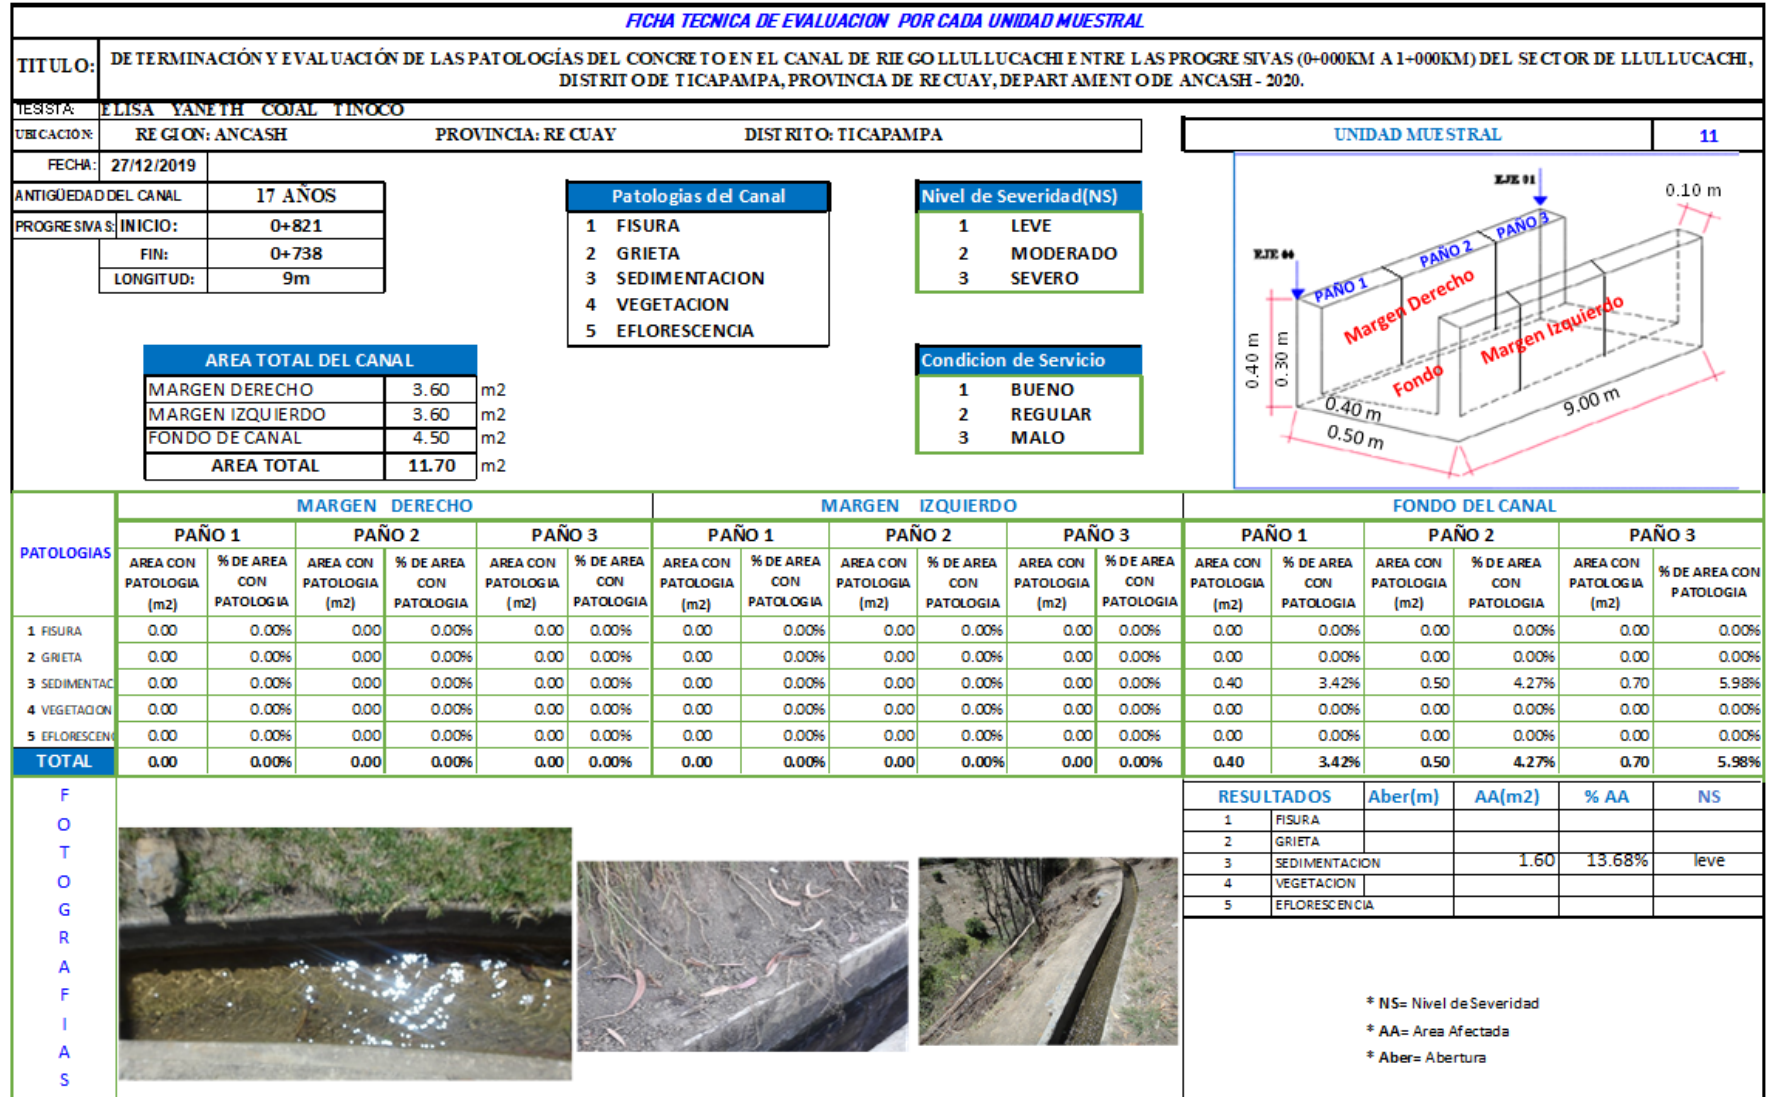 FICHA TECNICA DE EVALUACION POR CADA UNIDAD MUESTRAL
TITULO: DETERMINACIÓN Y EVALUACIÓN DE LAS PATOLOGÍAS DEL CONCRETO EN EL CANAL DE RIEGO LLULLUCACHI ENTRE LAS PROGRESIVAS (0+000KM A 1+000KM) DEL SECTOR DE LLULLUCACHI,
DISTRITO DE TICAPAMPA, PROVINCIA DE RECUAY, DEPARTAMENTO DE ANCASH - 2020.
TESISTA: ELISA YANETH COJAL TINOCO
UBICACIÓN: REGION: ANCASH PROVINCIA: RECUAY DISTRITO: TICAPAMPA
UNIDAD MUESTRAL 11
FECHA: 27/12/2019
ANTIGÜEDAD DEL CANAL 17 AÑOS
PROGRESIVAS: INICIO: 0+821
FIN: 0+738
LONGITUD: 9m
Patologias del Canal
1 FISURA
2 GRIETA
3 SEDIMENTACION
4 VEGETACION
5 EFLORESCENCIA
Nivel de Severidad(NS)
1 LEVE
2 MODERADO
3 SEVERO
Condicion de Servicio
1 BUENO
2 REGULAR
3 MALO
AREA TOTAL DEL CANAL
MARGEN DERECHO 3.60 m2
MARGEN IZQUIERDO 3.60 m2
FONDO DE CANAL 4.50 m2
AREA TOTAL 11.70 m2
EJE 01
0.10 m
EJE 00
PAÑO 1 PAÑO 2 PAÑO 3
Margen Derecho
Margen Izquierdo
Fondo
0.40 m
0.30 m
0.40 m
0.50 m
9.00 m
PATOLOGIAS
MARGEN DERECHO MARGEN IZQUIERDO FONDO DEL CANAL
PAÑO 1 PAÑO 2 PAÑO 3 PAÑO 1 PAÑO 2 PAÑO 3 PAÑO 1 PAÑO 2 PAÑO 3
AREA CON PATOLOGIA (m2) % DE AREA CON PATOLOGIA AREA CON PATOLOGIA (m2) % DE AREA CON PATOLOGIA AREA CON PATOLOGIA (m2) % DE AREA CON PATOLOGIA AREA CON PATOLOGIA (m2) % DE AREA CON PATOLOGIA AREA CON PATOLOGIA (m2) % DE AREA CON PATOLOGIA AREA CON PATOLOGIA (m2) % DE AREA CON PATOLOGIA AREA CON PATOLOGIA (m2) % DE AREA CON PATOLOGIA AREA CON PATOLOGIA (m2) % DE AREA CON PATOLOGIA AREA CON PATOLOGIA (m2) % DE AREA CON PATOLOGIA
1 FISURA 0.00 0.00% 0.00 0.00% 0.00 0.00% 0.00 0.00% 0.00 0.00% 0.00 0.00% 0.00 0.00% 0.00 0.00% 0.00 0.00%
2 GRIETA 0.00 0.00% 0.00 0.00% 0.00 0.00% 0.00 0.00% 0.00 0.00% 0.00 0.00% 0.00 0.00% 0.00 0.00% 0.00 0.00%
3 SEDIMENTAC 0.00 0.00% 0.00 0.00% 0.00 0.00% 0.00 0.00% 0.00 0.00% 0.00 0.00% 0.40 3.42% 0.50 4.27% 0.70 5.98%
4 VEGETACION 0.00 0.00% 0.00 0.00% 0.00 0.00% 0.00 0.00% 0.00 0.00% 0.00 0.00% 0.00 0.00% 0.00 0.00% 0.00 0.00%
5 EFLORESCENC 0.00 0.00% 0.00 0.00% 0.00 0.00% 0.00 0.00% 0.00 0.00% 0.00 0.00% 0.00 0.00% 0.00 0.00% 0.00 0.00%
TOTAL 0.00 0.00% 0.00 0.00% 0.00 0.00% 0.00 0.00% 0.00 0.00% 0.00 0.00% 0.40 3.42% 0.50 4.27% 0.70 5.98%
FOTOGRAFIAS
RESULTADOS Aber(m) AA(m2) % AA NS
1 FISURA
2 GRIETA
3 SEDIMENTACION 1.60 13.68% leve
4 VEGETACION
5 EFLORESCENCIA
* NS= Nivel de Severidad
* AA= Area Afectada
* Aber= Abertura